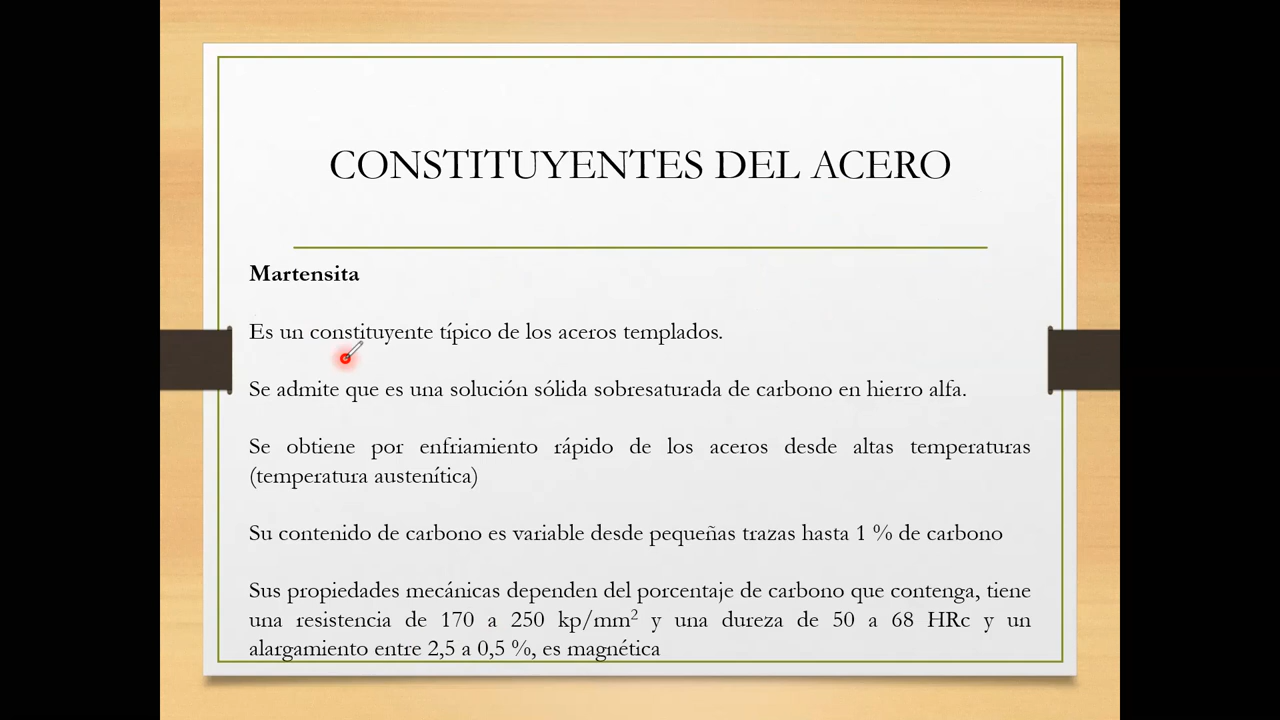 CONSTITUYENTES DEL ACERO
Martensita
Es un constituyente típico de los aceros templados.
Se admite que es una solución sólida sobresaturada de carbono en hierro alfa.
Se obtiene por enfriamiento rápido de los aceros desde altas temperaturas
(temperatura austenítica)
Su contenido de carbono es variable desde pequeñas trazas hasta 1 % de carbono
Sus propiedades mecánicas dependen del porcentaje de carbono que contenga, tiene
una resistencia de 170 a 250 kp/mm² y una dureza de 50 a 68 HRc y un
alargamiento entre 2,5 a 0,5 %, es magnética